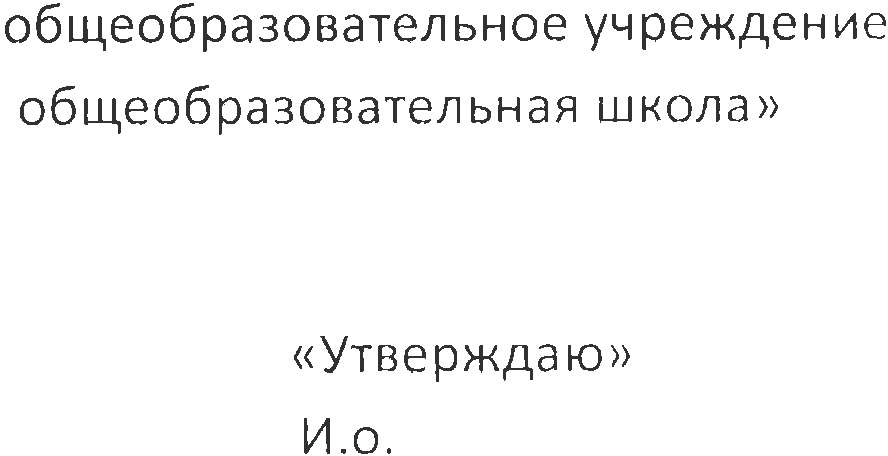 общеобразовательное учреждение
общеобразовательная школа»
«Утверждаю»
И.о.